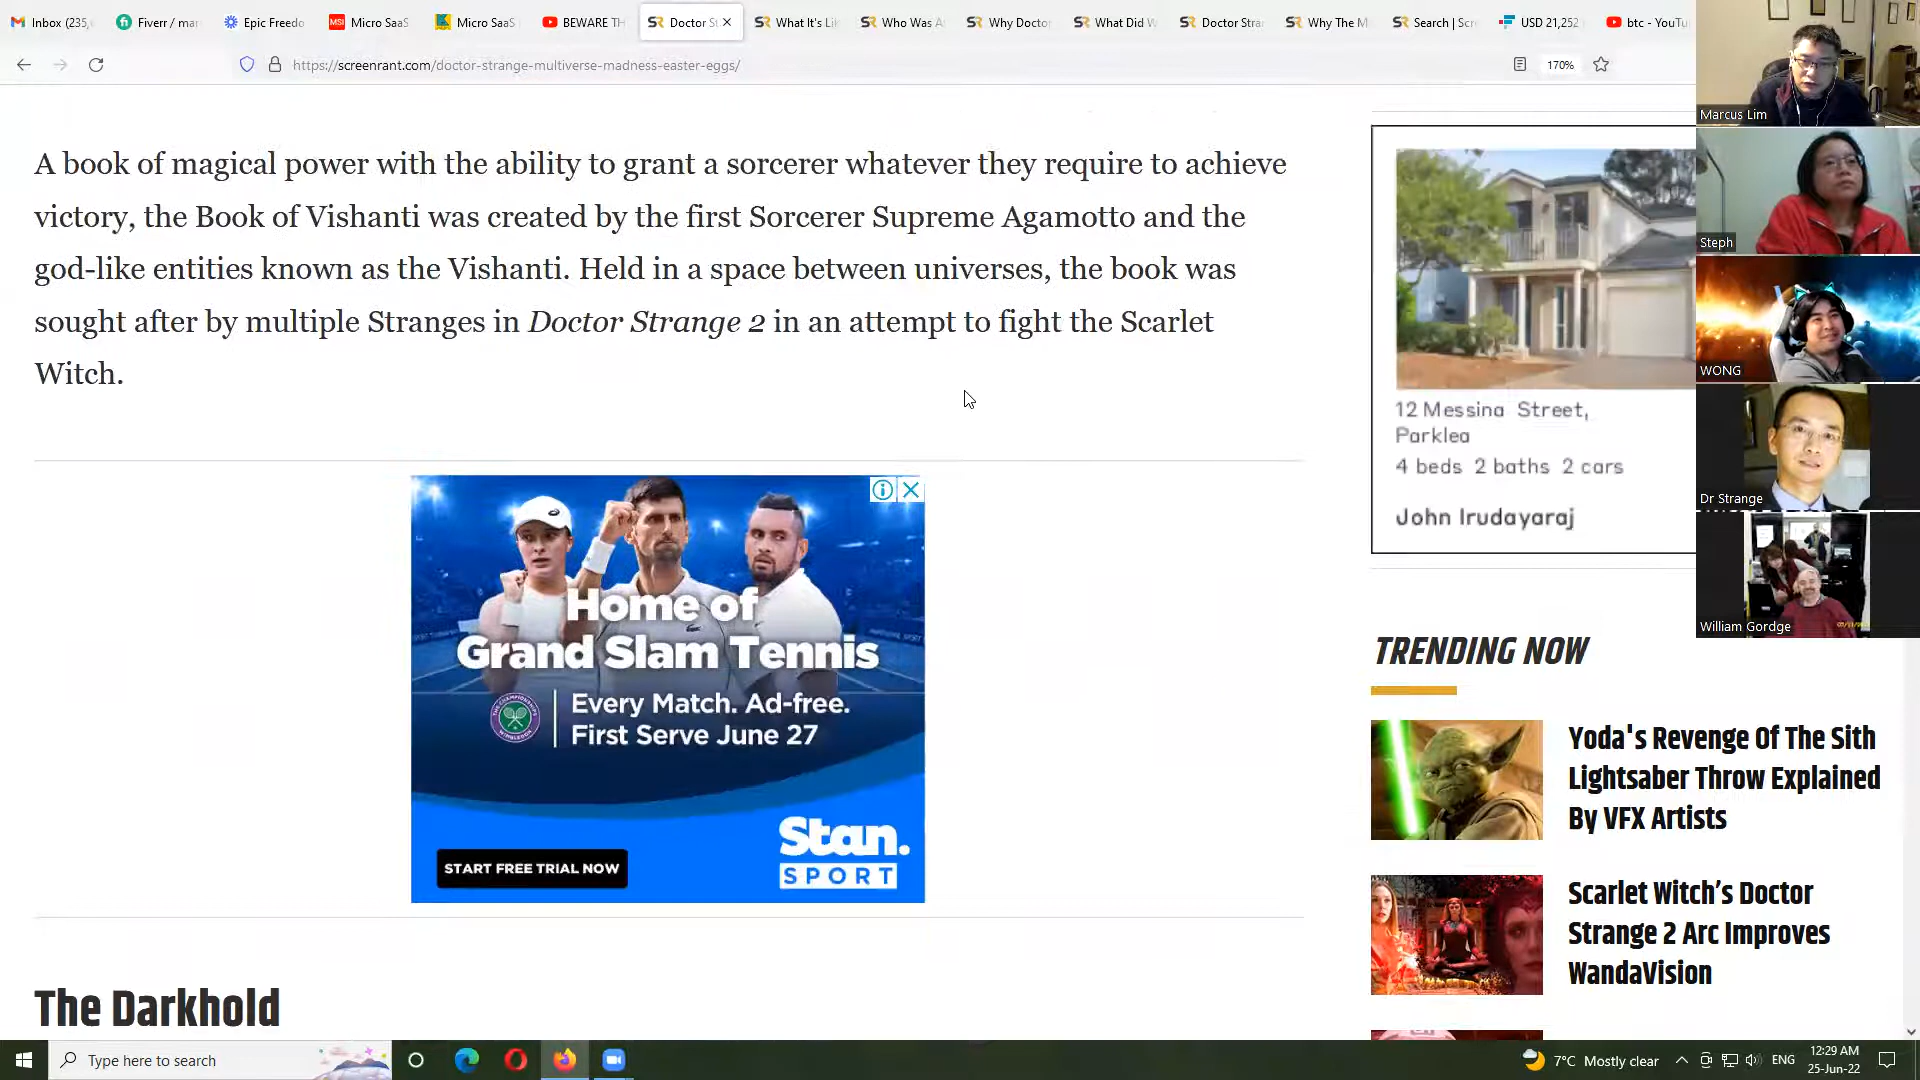 Inbox (235,
Fiverr / mar
Epic Freedo
MSI
Micro SaaS
Micro SaaS
BEWARE TH
Doctor S
What It's Li
Who Was A
Why Docto
What Did W
Doctor Stra
Why The M
Search | Scr
USD 21,252
btc - YouTu
https://screenrant.com/doctor-strange-multiverse-madness-easter-eggs/
170%
A book of magical power with the ability to grant a sorcerer whatever they require to achieve
victory, the Book of Vishanti was created by the first Sorcerer Supreme Agamotto and the
god-like entities known as the Vishanti. Held in a space between universes, the book was
sought after by multiple Stranges in Doctor Strange 2 in an attempt to fight the Scarlet
Witch.
Home of
Grand Slam Tennis
Every Match. Ad-free.
First Serve June 27
START FREE TRIAL NOW
Stan.
SPORT
The Darkhold
12 Messina Street,
Parklea
4 beds 2 baths 2 cars
John Irudayaraj
TRENDING NOW
Yoda's Revenge Of The Sith
Lightsaber Throw Explained
By VFX Artists
Scarlet Witch's Doctor
Strange 2 Arc Improves
WandaVision
Marcus Lim
Steph
WONG
Dr Strange
William Gordge
Type here to search
7°C Mostly clear
ENG
12:29 AM
25-Jun-22